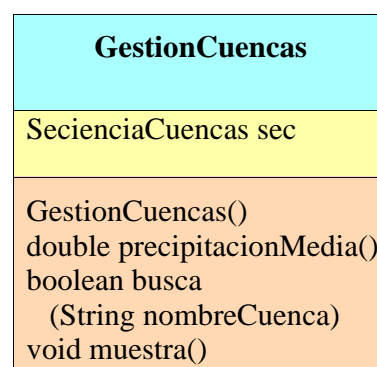 GestionCuencas
SecienciaCuencas sec
GestionCuencas()
double precipitacionMedia()
boolean busca
(String nombreCuenca)
void muestra()